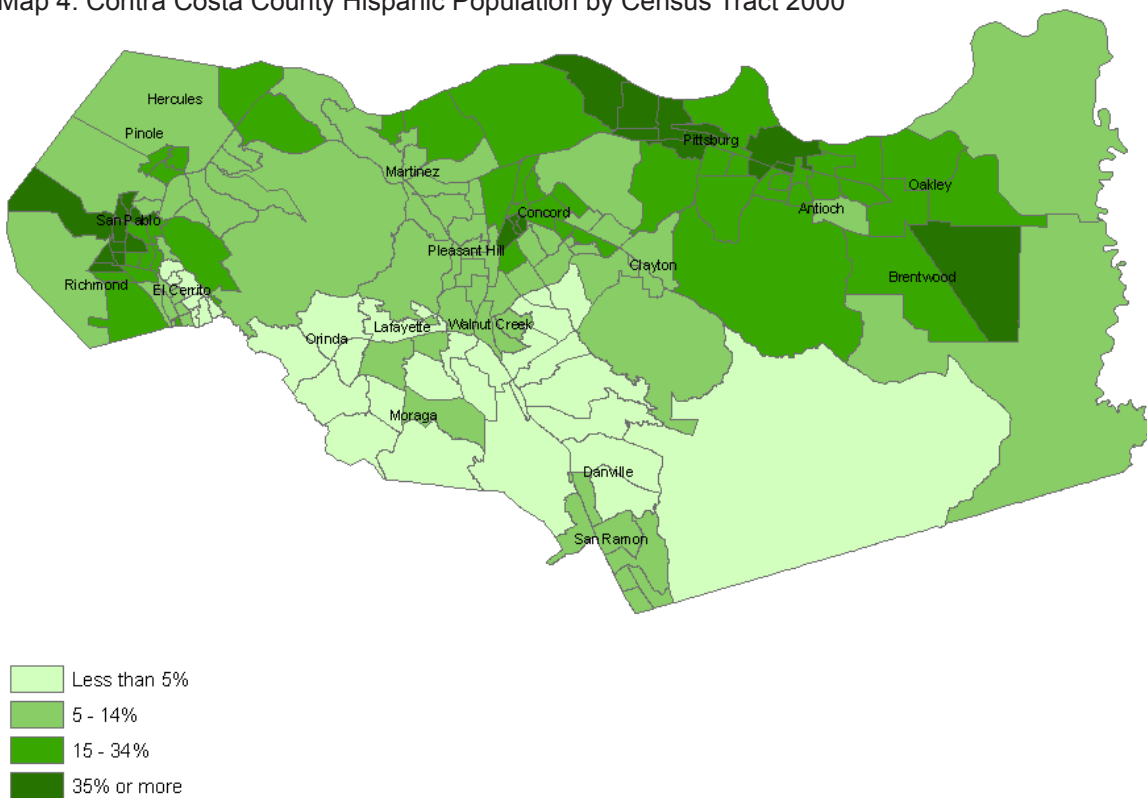 Map 4. Contra Costa County Hispanic Population by Census Tract 2000
Hercules
Pinole
Martinez
Pittsburg
Oakley
San Pablo
Concord
Antioch
Pleasant Hill
Clayton
Brentwood
Richmond
El Cerrito
Orinda
Lafayette
Walnut Creek
Moraga
Danville
San Ramon
Less than 5%
5 - 14%
15 - 34%
35% or more